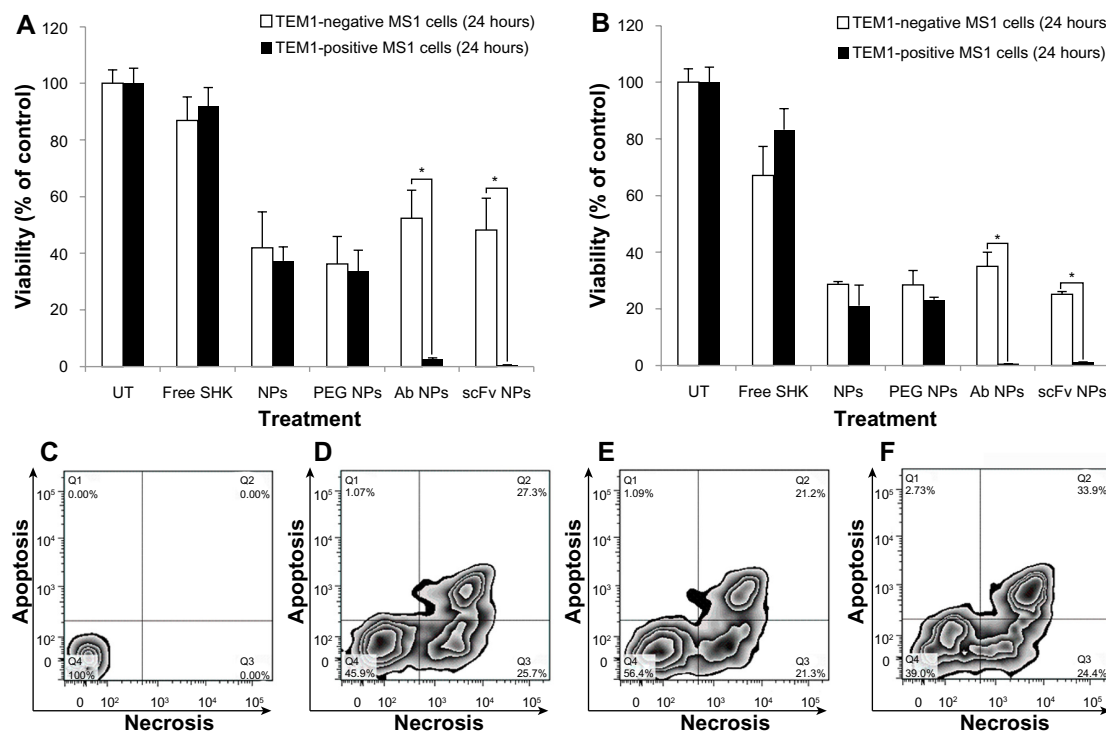 A
TEM1-negative MS1 cells (24 hours)
TEM1-positive MS1 cells (24 hours)
Viability (% of control)
120
100
80
60
40
20
0
*
*
UT Free SHK NPs PEG NPs Ab NPs scFv NPs
Treatment
B
TEM1-negative MS1 cells (24 hours)
TEM1-positive MS1 cells (24 hours)
Viability (% of control)
120
100
80
60
40
20
0
*
*
UT Free SHK NPs PEG NPs Ab NPs scFv NPs
Treatment
C
Apoptosis
Q1
0.00%
Q2
0.00%
10⁵
10⁴
10³
10²
0
Q4
100%
Q3
0.00%
0 10² 10³ 10⁴ 10⁵
Necrosis
D
Apoptosis
Q1
1.07%
Q2
27.3%
10⁵
10⁴
10³
10²
0
Q4
45.9%
Q3
25.7%
0 10² 10³ 10⁴ 10⁵
Necrosis
E
Apoptosis
Q1
1.09%
Q2
21.2%
10⁵
10⁴
10³
10²
0
Q4
56.4%
Q3
21.3%
0 10² 10³ 10⁴ 10⁵
Necrosis
F
Apoptosis
Q1
2.73%
Q2
33.9%
10⁵
10⁴
10³
10²
0
Q4
39.0%
Q3
24.4%
0 10² 10³ 10⁴ 10⁵
Necrosis